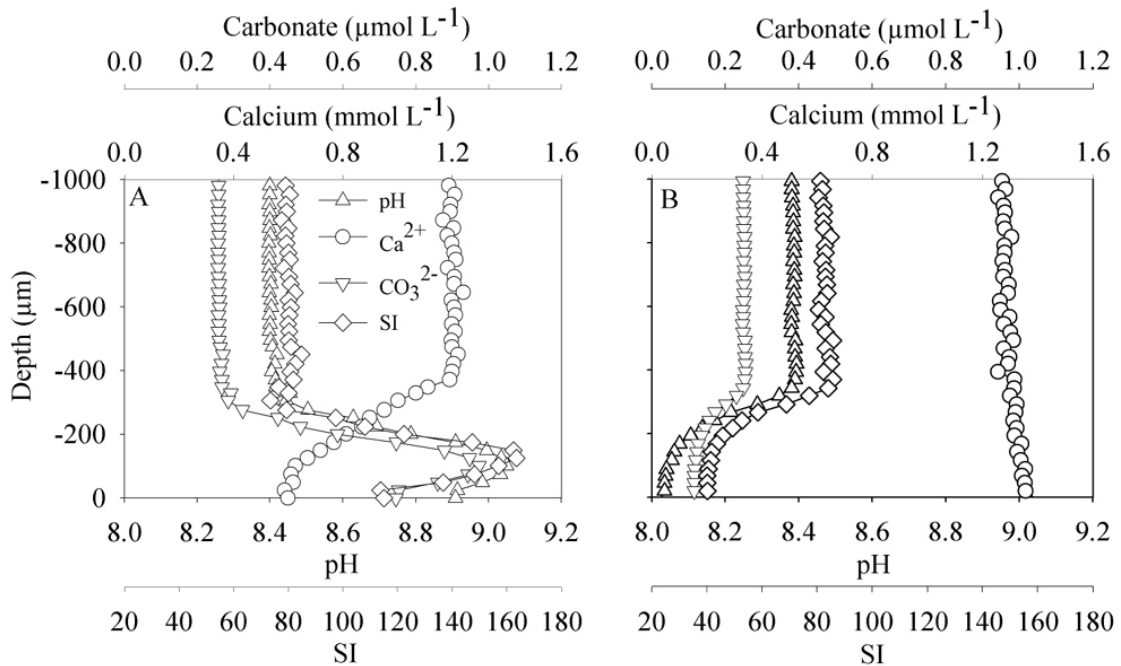 Carbonate (µmol L-1)
0.0 0.2 0.4 0.6 0.8 1.0 1.2
Calcium (mmol L-1)
0.0 0.4 0.8 1.2 1.6
Depth (µm)
-1000
-800
-600
-400
-200
0
A
pH
Ca2+
CO32-
SI
8.0 8.2 8.4 8.6 8.8 9.0 9.2
pH
20 40 60 80 100 120 140 160 180
SI
Carbonate (µmol L-1)
0.0 0.2 0.4 0.6 0.8 1.0 1.2
Calcium (mmol L-1)
0.0 0.4 0.8 1.2 1.6
B
8.0 8.2 8.4 8.6 8.8 9.0 9.2
pH
20 40 60 80 100 120 140 160 180
SI